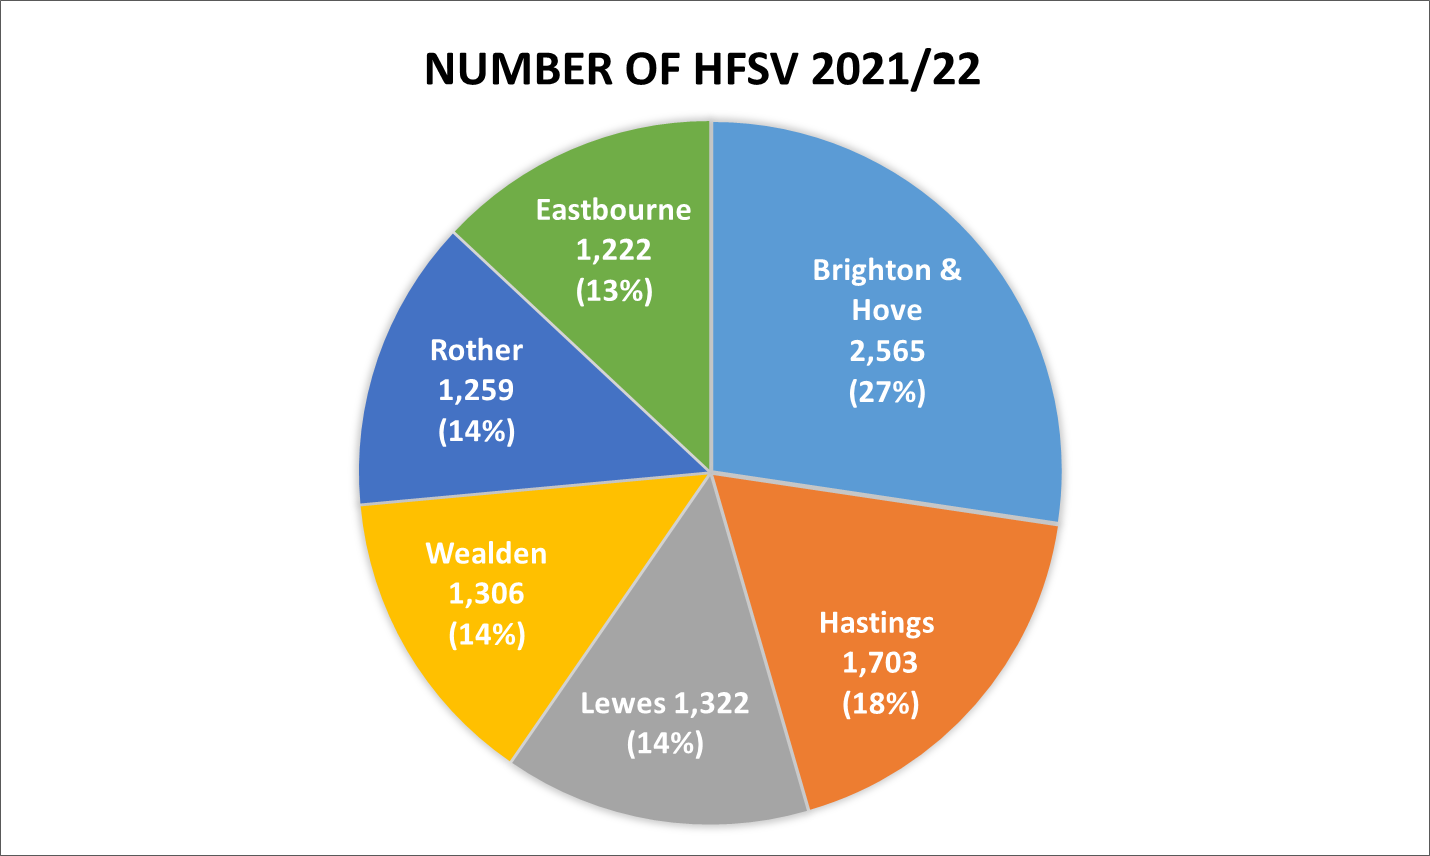 NUMBER OF HFSV 2021/22
Brighton &
Hove
2,565
(27%)
Hastings
1,703
(18%)
Lewes 1,322
(14%)
Wealden
1,306
(14%)
Rother
1,259
(14%)
Eastbourne
1,222
(13%)